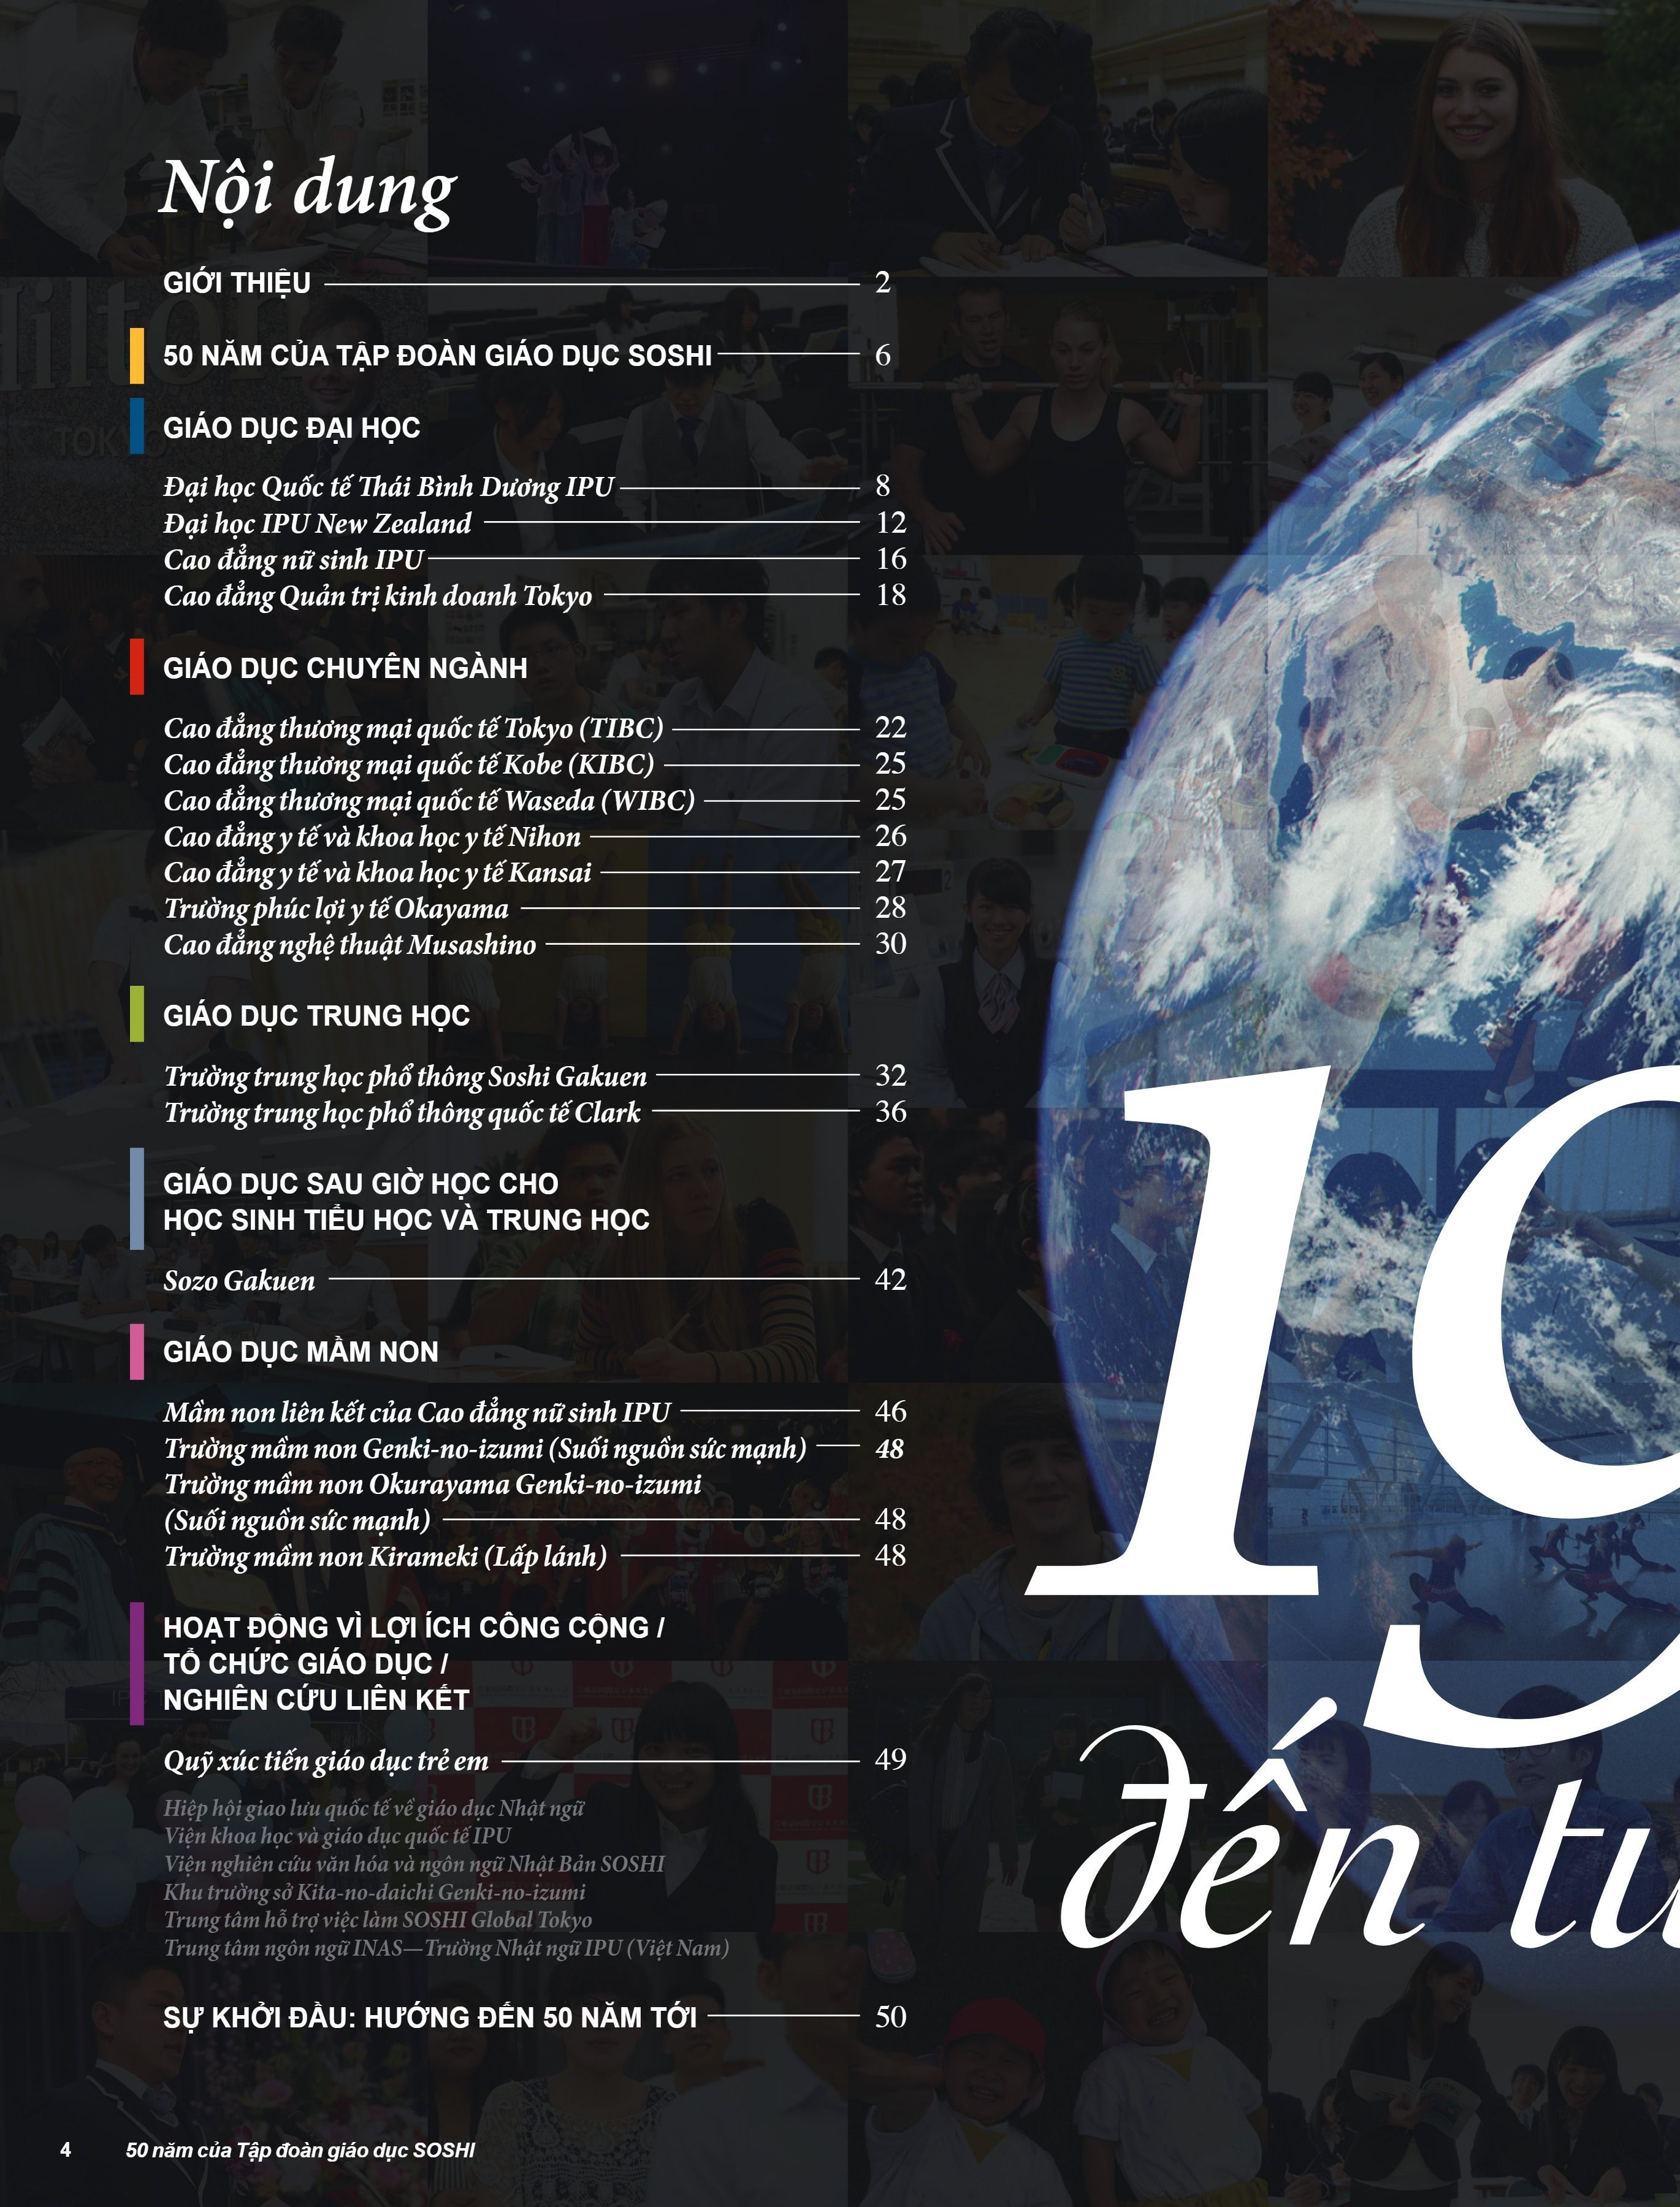 Nội dung
GIỚI THIỆU 2
50 NĂM CỦA TẬP ĐOÀN GIÁO DỤC SOSHI 6
GIÁO DỤC ĐẠI HỌC
Đại học Quốc tế Thái Bình Dương IPU 8
Đại học IPU New Zealand 12
Cao đẳng nữ sinh IPU 16
Cao đẳng Quản trị kinh doanh Tokyo 18
GIÁO DỤC CHUYÊN NGÀNH
Cao đẳng thương mại quốc tế Tokyo (TIBC) 22
Cao đẳng thương mại quốc tế Kobe (KIBC) 25
Cao đẳng thương mại quốc tế Waseda (WIBC) 25
Cao đẳng y tế và khoa học y tế Nihon 26
Cao đẳng y tế và khoa học y tế Kansai 27
Trường phúc lợi y tế Okayama 28
Cao đẳng nghệ thuật Musashino 30
GIÁO DỤC TRUNG HỌC
Trường trung học phổ thông Soshi Gakuen 32
Trường trung học phổ thông quốc tế Clark 36
GIÁO DỤC SAU GIỜ HỌC CHO
HỌC SINH TIỂU HỌC VÀ TRUNG HỌC
Sozo Gakuen 42
GIÁO DỤC MẦM NON
Mầm non liên kết của Cao đẳng nữ sinh IPU 46
Trường mầm non Genki-no-izumi (Suối nguồn sức mạnh) 48
Trường mầm non Okurayama Genki-no-izumi
(Suối nguồn sức mạnh) 48
Trường mầm non Kirameki (Lấp lánh) 48
HOẠT ĐỘNG VÌ LỢI ÍCH CÔNG CỘNG /
TỔ CHỨC GIÁO DỤC /
NGHIÊN CỨU LIÊN KẾT
Quỹ xúc tiến giáo dục trẻ em 49
Hiệp hội giao lưu quốc tế về giáo dục Nhật ngữ
Viện khoa học và giáo dục quốc tế IPU
Viện nghiên cứu văn hóa và ngôn ngữ Nhật Bản SOSHI
Khu trường sở Kita-no-daichi Genki-no-izumi
Trung tâm hỗ trợ việc làm SOSHI Global Tokyo
Trung tâm ngôn ngữ INAS—Trường Nhật ngữ IPU (Việt Nam)
SỰ KHỞI ĐẦU: HƯỚNG ĐẾN 50 NĂM TỚI 50
19
đến
4 50 năm của Tập đoàn giáo dục SOSHI